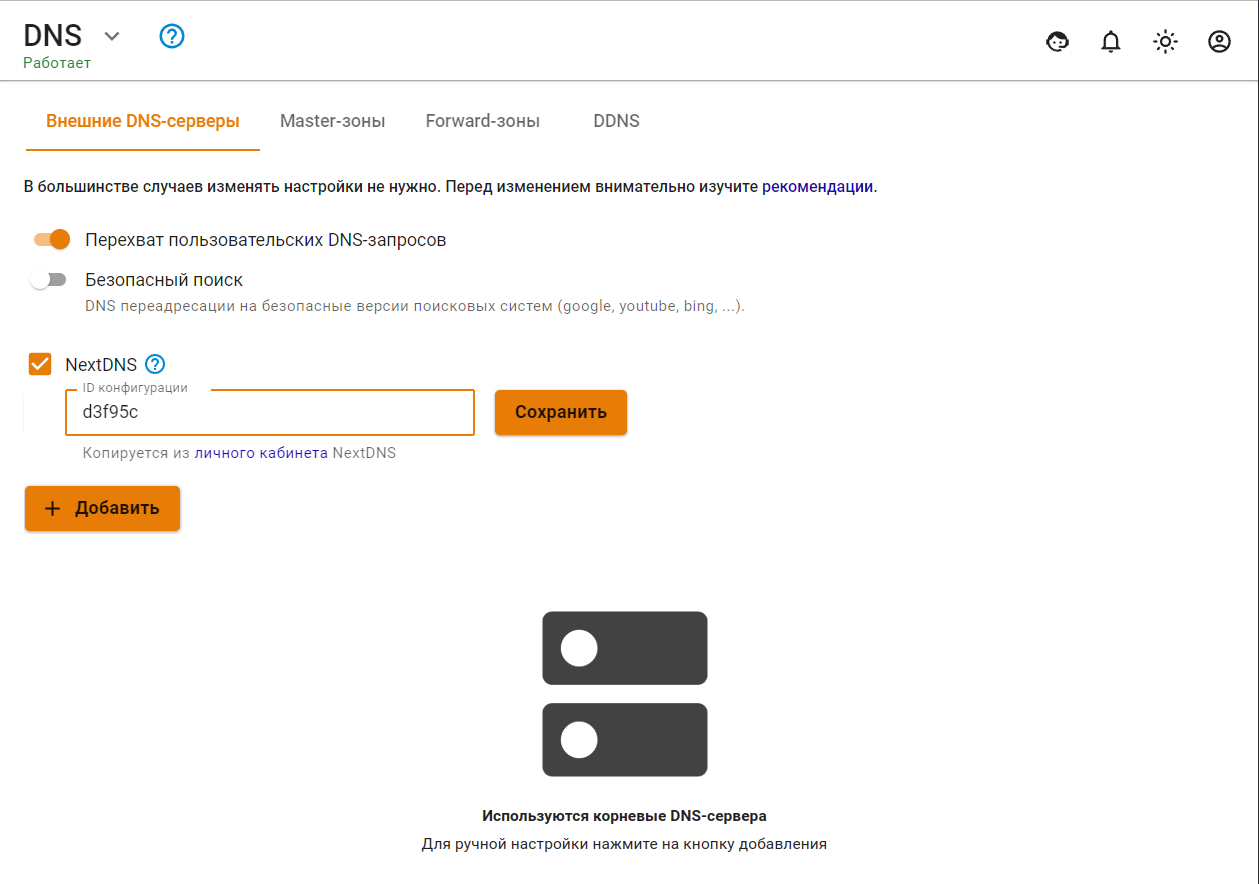 DNS
Работает
Внешние DNS-серверы Master-зоны Forward-зоны DDNS
В большинстве случаев изменять настройки не нужно. Перед изменением внимательно изучите рекомендации.
Перехват пользовательских DNS-запросов
Безопасный поиск
DNS переадресации на безопасные версии поисковых систем (google, youtube, bing, ...).
NextDNS
ID конфигурации
d3f95c
Сохранить
Копируется из личного кабинета NextDNS
+ Добавить
Используются корневые DNS-сервера
Для ручной настройки нажмите на кнопку добавления